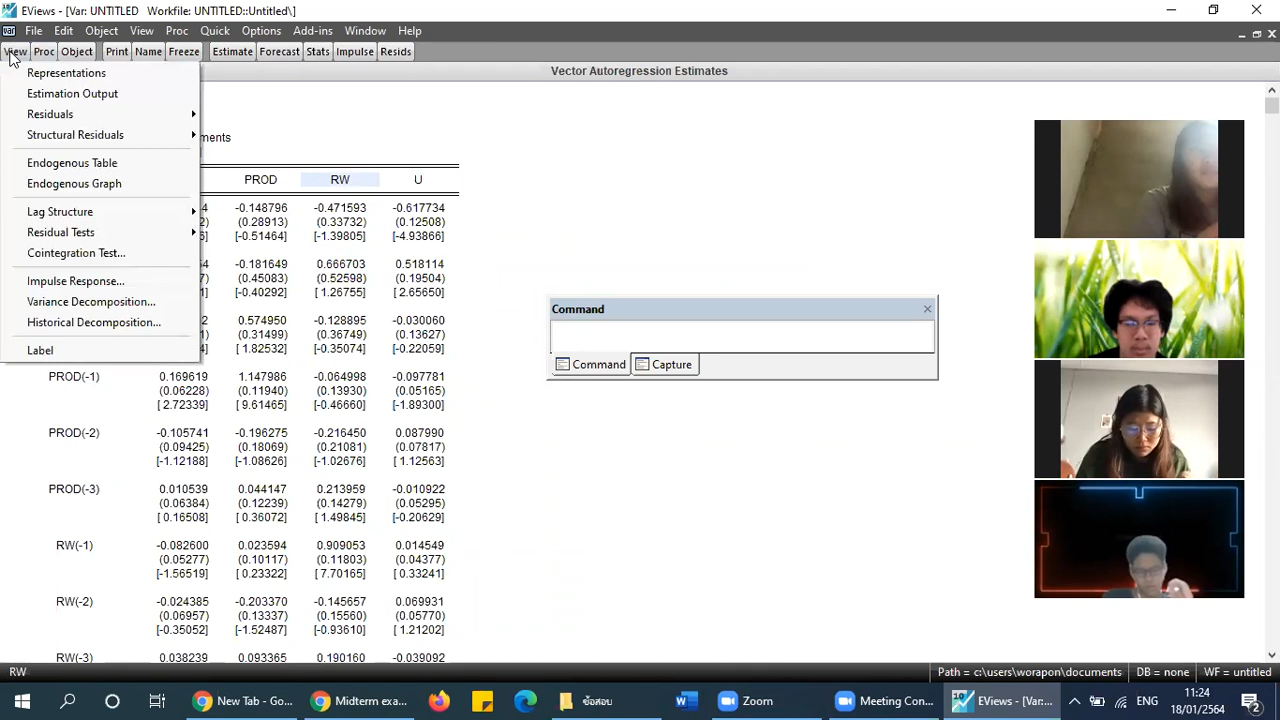 EViews - [Var: UNTITLED Workfile: UNTITLED::Untitled\]
var File Edit Object View Proc Quick Options Add-ins Window Help
View Proc Object Print Name Freeze Estimate Forecast Stats Impulse Resids
Vector Autoregression Estimates
Representations
Estimation Output
Residuals
Structural Residuals
Endogenous Table
Endogenous Graph
Lag Structure
Residual Tests
Cointegration Test...
Impulse Response...
Variance Decomposition...
Historical Decomposition...
Label
PROD RW U
-0.148796 -0.471593 -0.617734
(0.28913) (0.33732) (0.12508)
[-0.51464] [-1.39805] [-4.93866]
-0.181649 0.666703 0.518114
(0.45083) (0.52598) (0.19504)
[-0.40292] [ 1.26755] [ 2.65650]
0.574950 -0.128895 -0.030060
(0.31499) (0.36749) (0.13627)
[ 1.82532] [-0.35074] [-0.22059]
PROD(-1) 0.169619 1.147986 -0.064998 -0.097781
(0.06228) (0.11940) (0.13930) (0.05165)
[ 2.72339] [ 9.61465] [-0.46660] [-1.89300]
PROD(-2) -0.105741 -0.196275 -0.216450 0.087990
(0.09425) (0.18069) (0.21081) (0.07817)
[-1.12188] [-1.08626] [-1.02676] [ 1.12563]
PROD(-3) 0.010539 0.044147 0.213959 -0.010922
(0.06384) (0.12239) (0.14279) (0.05295)
[ 0.16508] [ 0.36072] [ 1.49845] [-0.20629]
RW(-1) -0.082600 0.023594 0.909053 0.014549
(0.05277) (0.10117) (0.11803) (0.04377)
[-1.56519] [ 0.23322] [ 7.70165] [ 0.33241]
RW(-2) -0.024385 -0.203370 -0.145657 0.069931
(0.06957) (0.13337) (0.15560) (0.05770)
[-0.35052] [-1.52487] [-0.93610] [ 1.21202]
RW(-3) 0.038239 0.093365 0.190160 -0.039092
Command
Command Capture
RW Path = c:\users\worapon\documents DB = none WF = untitled
New Tab - Go... Midterm exa... ข้อสอบ Zoom Meeting Con... EViews - [Var:... ENG
11:24
18/01/2564
2